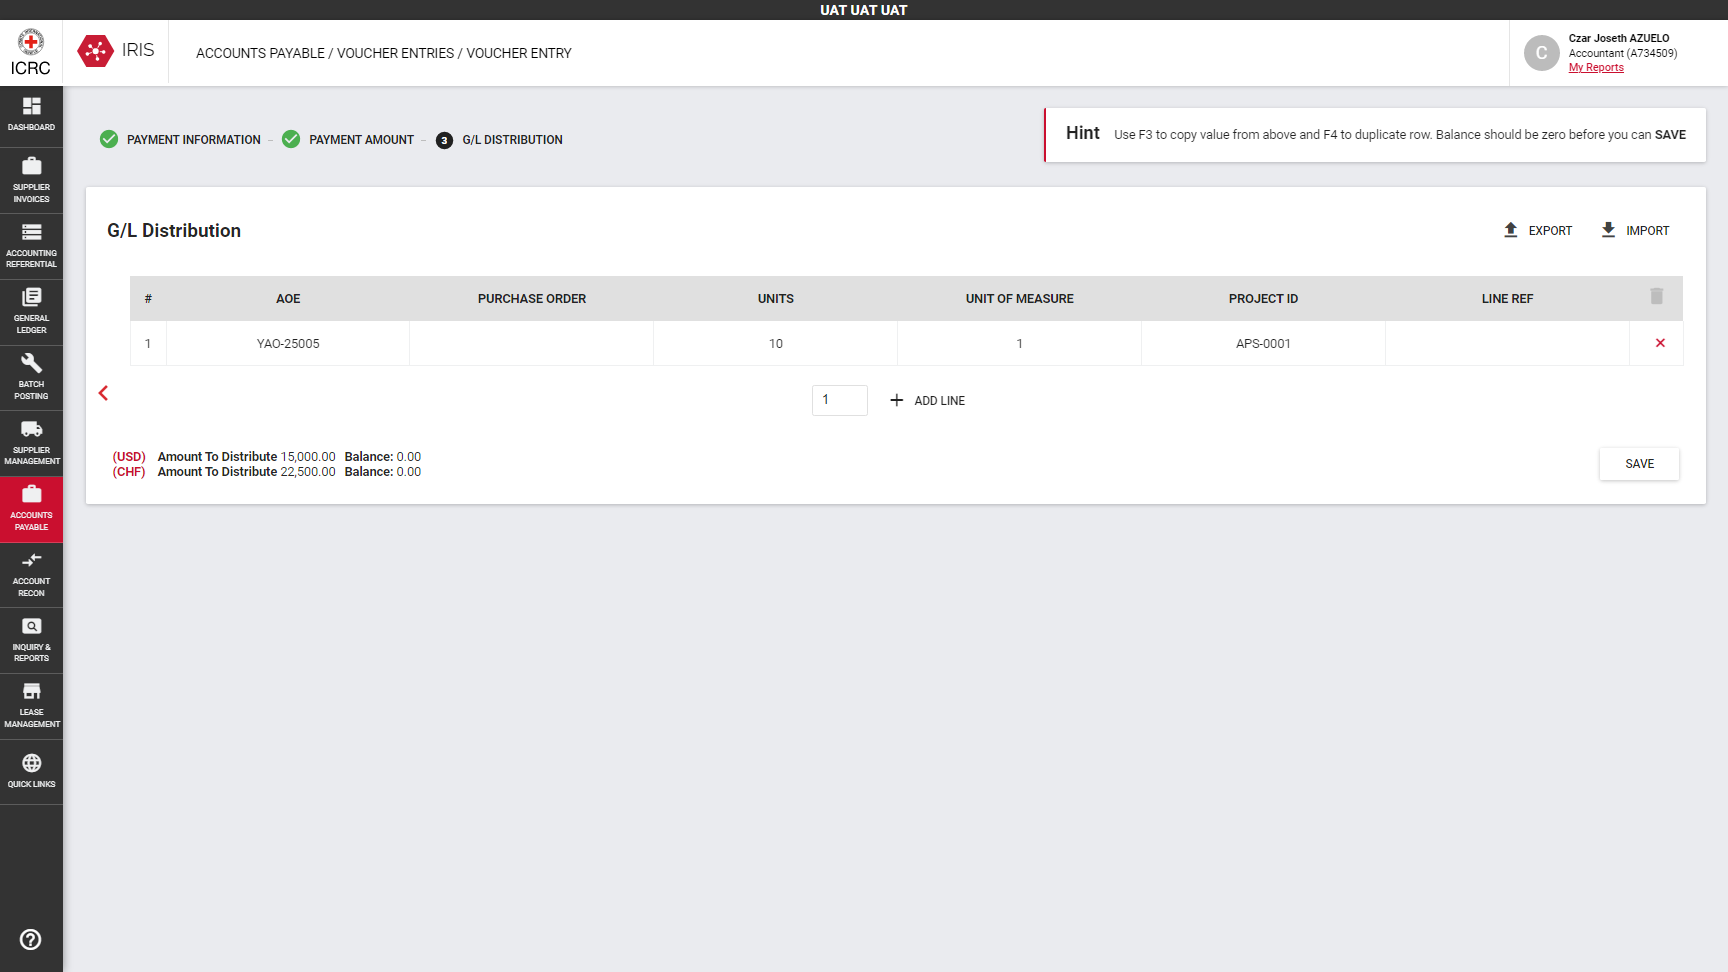 UAT UAT UAT
ICRC
IRIS
ACCOUNTS PAYABLE / VOUCHER ENTRIES / VOUCHER ENTRY
C
Czar Joseth AZUELO
Accountant (A734509)
My Reports
DASHBOARD
SUPPLIER
INVOICES
ACCOUNTING
REFERENTIAL
GENERAL
LEDGER
BATCH
POSTING
SUPPLIER
MANAGEMENT
ACCOUNTS
PAYABLE
ACCOUNT
RECON
INQUIRY &
REPORTS
LEASE
MANAGEMENT
QUICK LINKS
PAYMENT INFORMATION – PAYMENT AMOUNT – 3 G/L DISTRIBUTION
Hint Use F3 to copy value from above and F4 to duplicate row. Balance should be zero before you can SAVE
G/L Distribution
EXPORT IMPORT
# AOE PURCHASE ORDER UNITS UNIT OF MEASURE PROJECT ID LINE REF
1 YAO-25005 10 1 APS-0001
1 ADD LINE
(USD) Amount To Distribute 15,000.00 Balance: 0.00
(CHF) Amount To Distribute 22,500.00 Balance: 0.00
SAVE